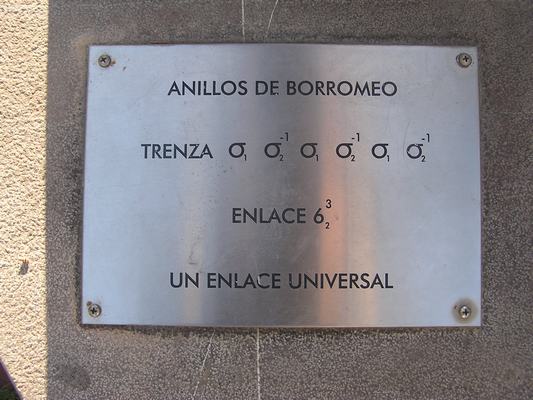 ANILLOS DE BORROMEO
TRENZA σ₁ σ₂⁻¹ σ₁ σ₂⁻¹ σ₁ σ₂⁻¹
ENLACE 6₂³
UN ENLACE UNIVERSAL